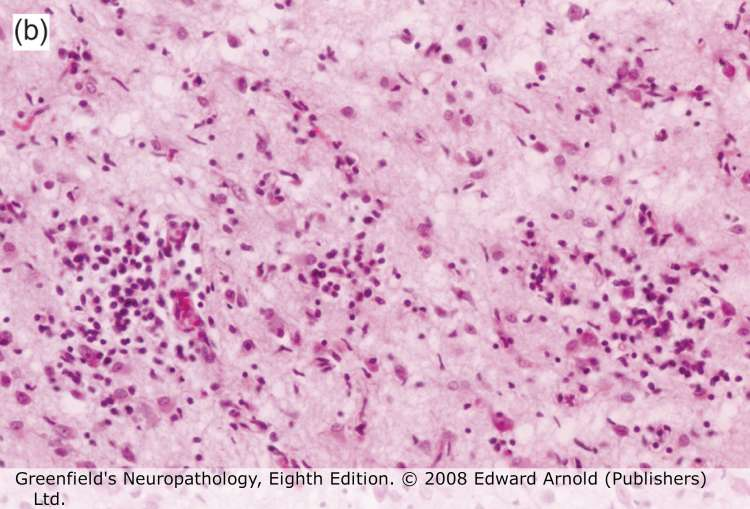 (b)
Greenfield's Neuropathology, Eighth Edition. © 2008 Edward Arnold (Publishers)
Ltd.